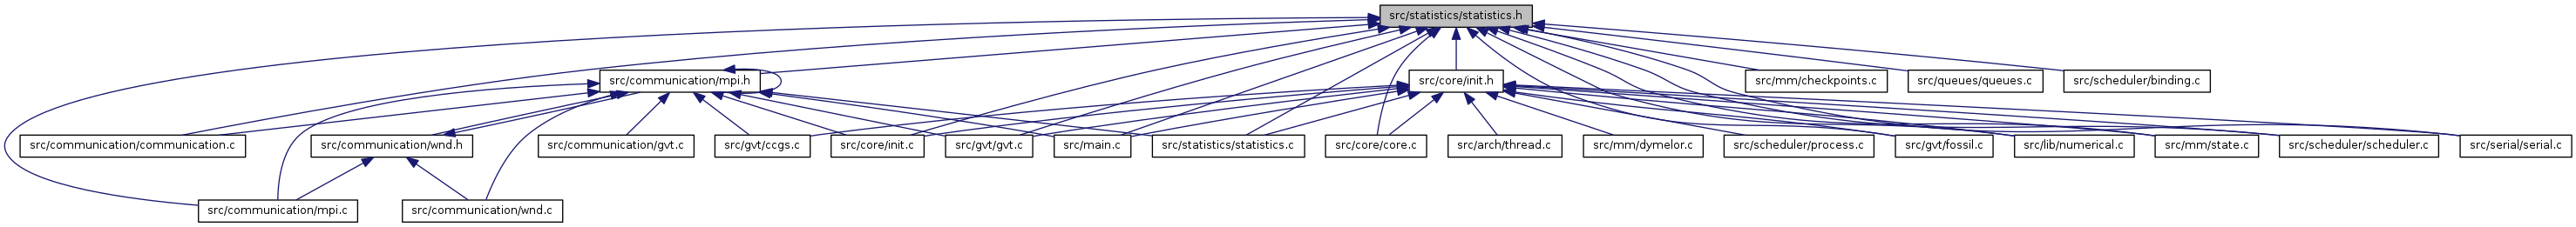 src/statistics/statistics.h
src/communication/mpi.h
src/core/init.h
src/mm/checkpoints.c
src/queues/queues.c
src/scheduler/binding.c
src/communication/communication.c
src/communication/wnd.h
src/communication/gvt.c
src/gvt/ccgs.c
src/core/init.c
src/gvt/gvt.c
src/main.c
src/statistics/statistics.c
src/core/core.c
src/arch/thread.c
src/mm/dymelor.c
src/scheduler/process.c
src/gvt/fossil.c
src/lib/numerical.c
src/mm/state.c
src/scheduler/scheduler.c
src/serial/serial.c
src/communication/mpi.c
src/communication/wnd.c